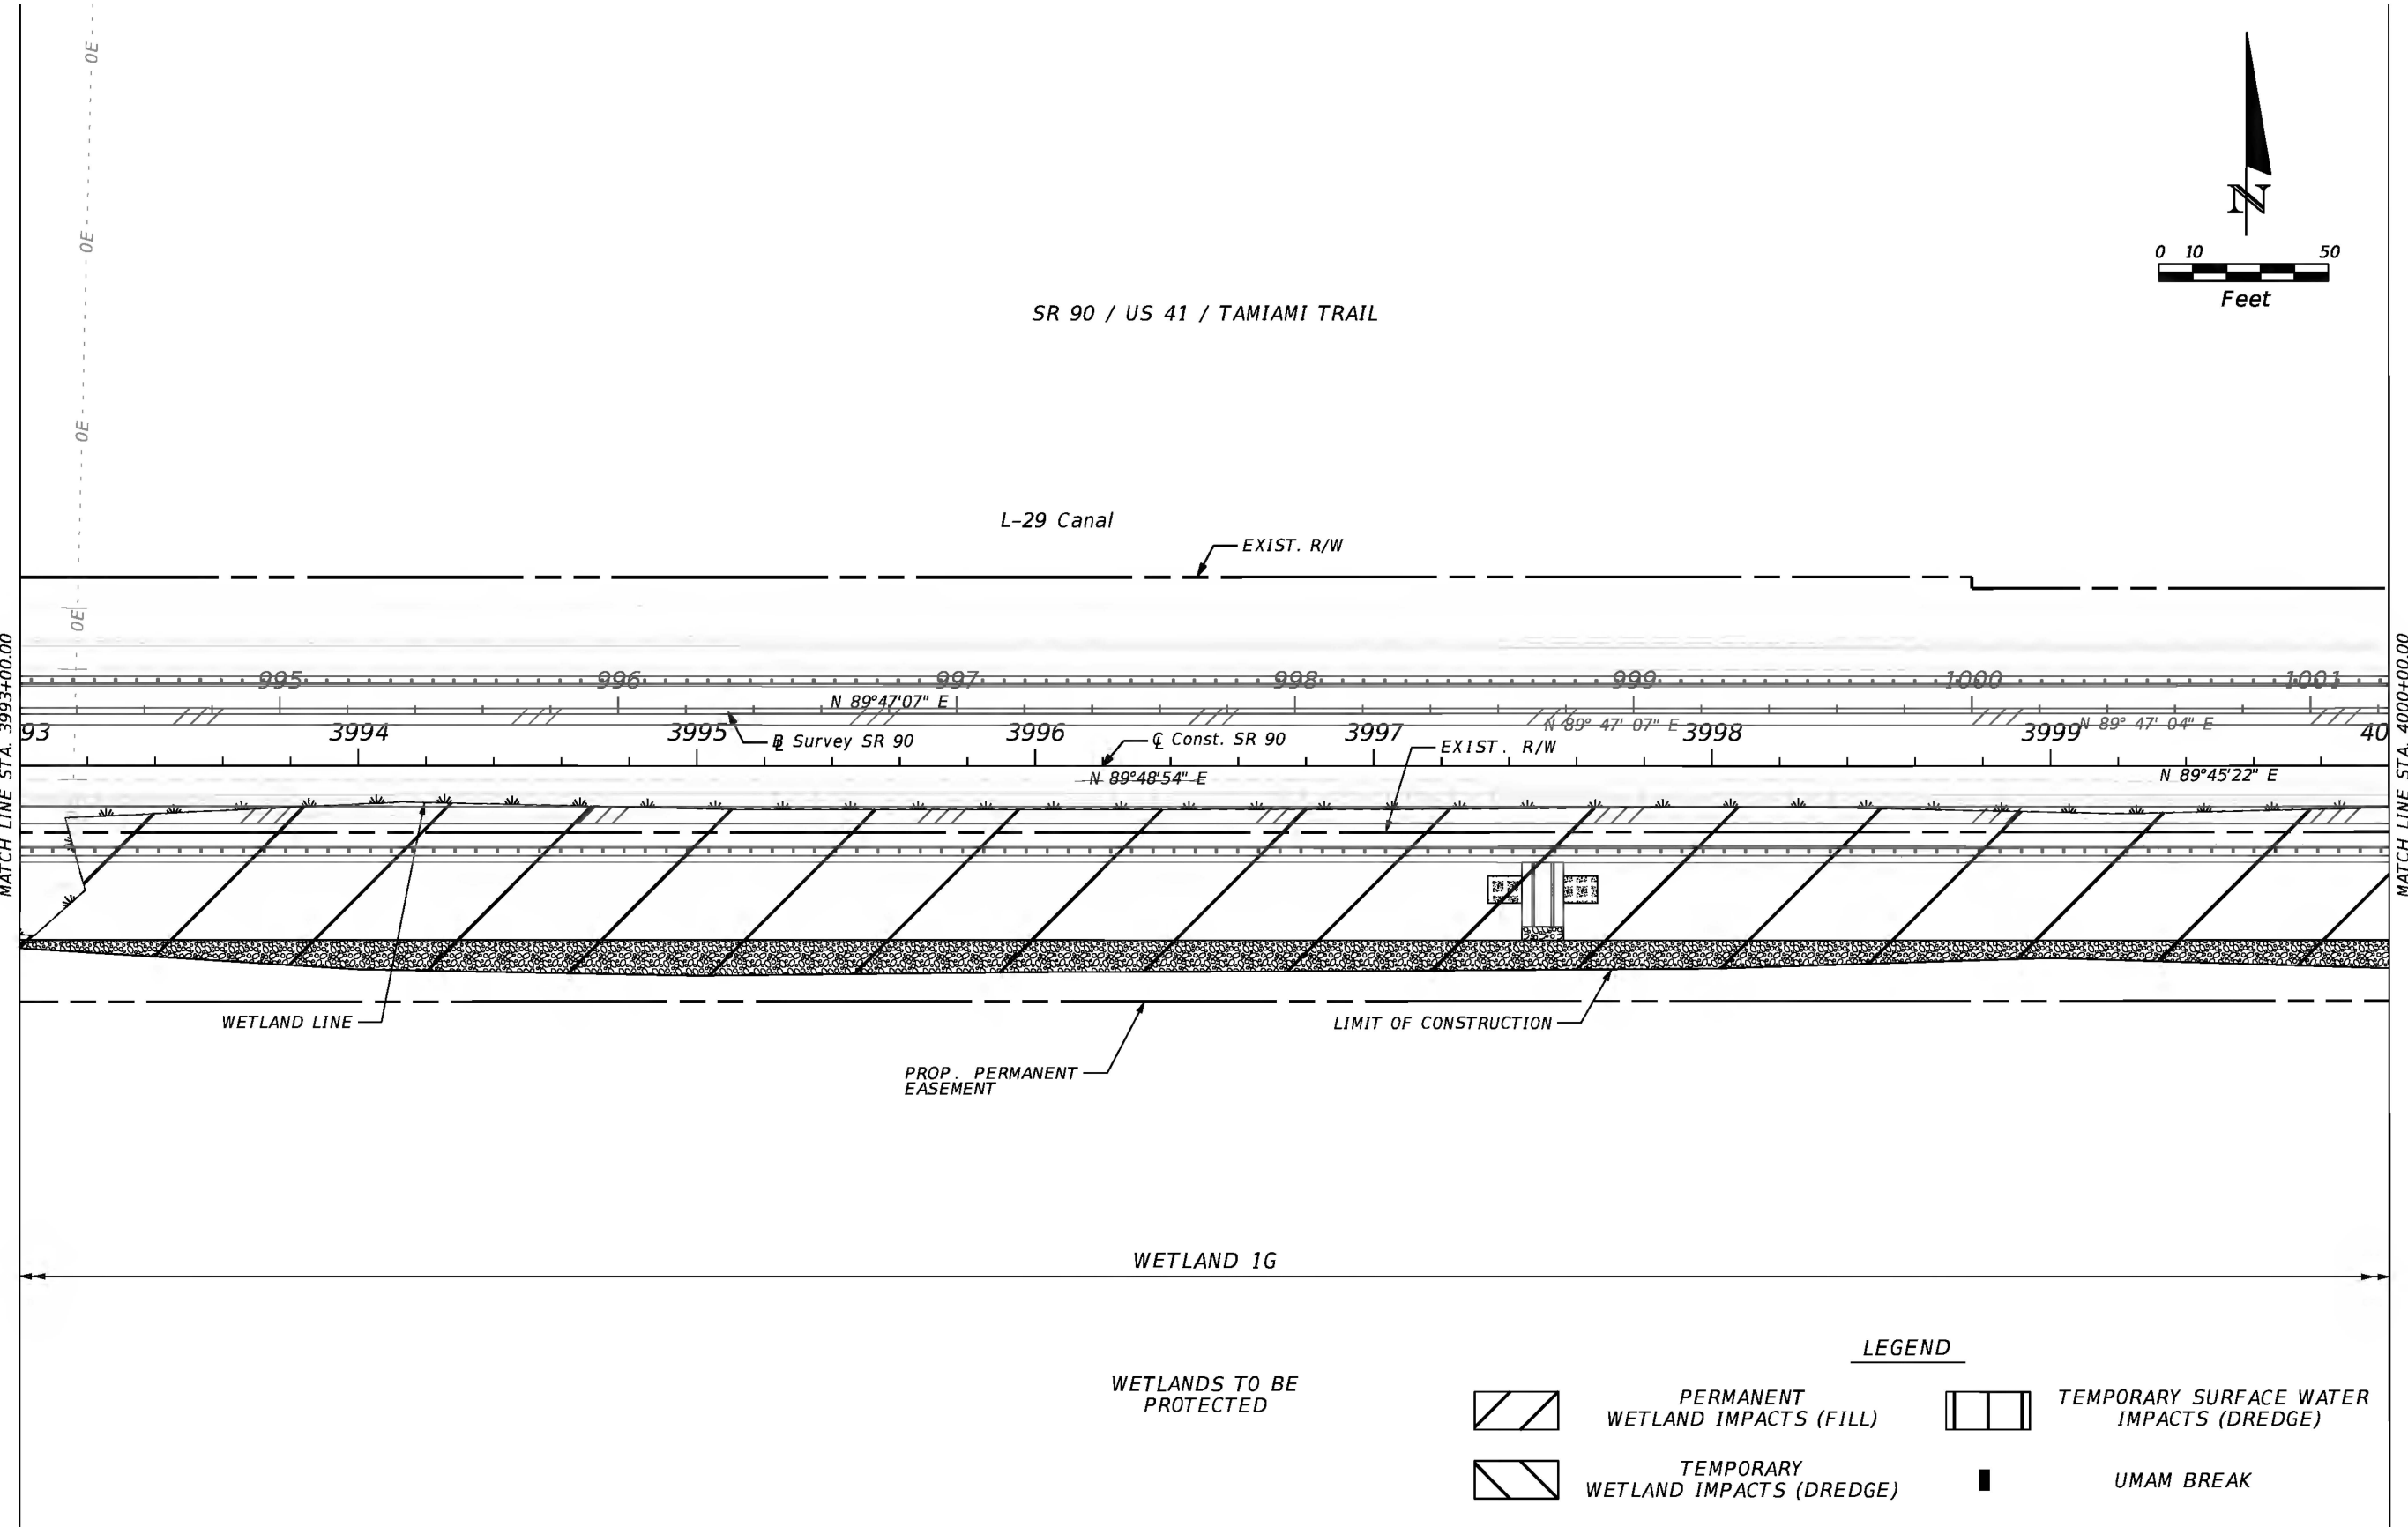 OE
OE
OE
OE
N
0 10 50
Feet
SR 90 / US 41 / TAMIAMI TRAIL
L-29 Canal
EXIST. R/W
MATCH LINE STA. 3993+00.00
MATCH LINE STA. 4000+00.00
995 996 997 998 999 1000 1001
N 89°47'07" E
N 89° 47' 07" E
N 89° 47' 04" E
93 3994 3995 3996 3997 3998 3999 40
BL Survey SR 90
CL Const. SR 90
EXIST. R/W
N 89°48'54" E
N 89°45'22" E
WETLAND LINE
LIMIT OF CONSTRUCTION
PROP. PERMANENT
EASEMENT
WETLAND 1G
LEGEND
WETLANDS TO BE
PROTECTED
PERMANENT
WETLAND IMPACTS (FILL)
TEMPORARY SURFACE WATER
IMPACTS (DREDGE)
TEMPORARY
WETLAND IMPACTS (DREDGE)
UMAM BREAK